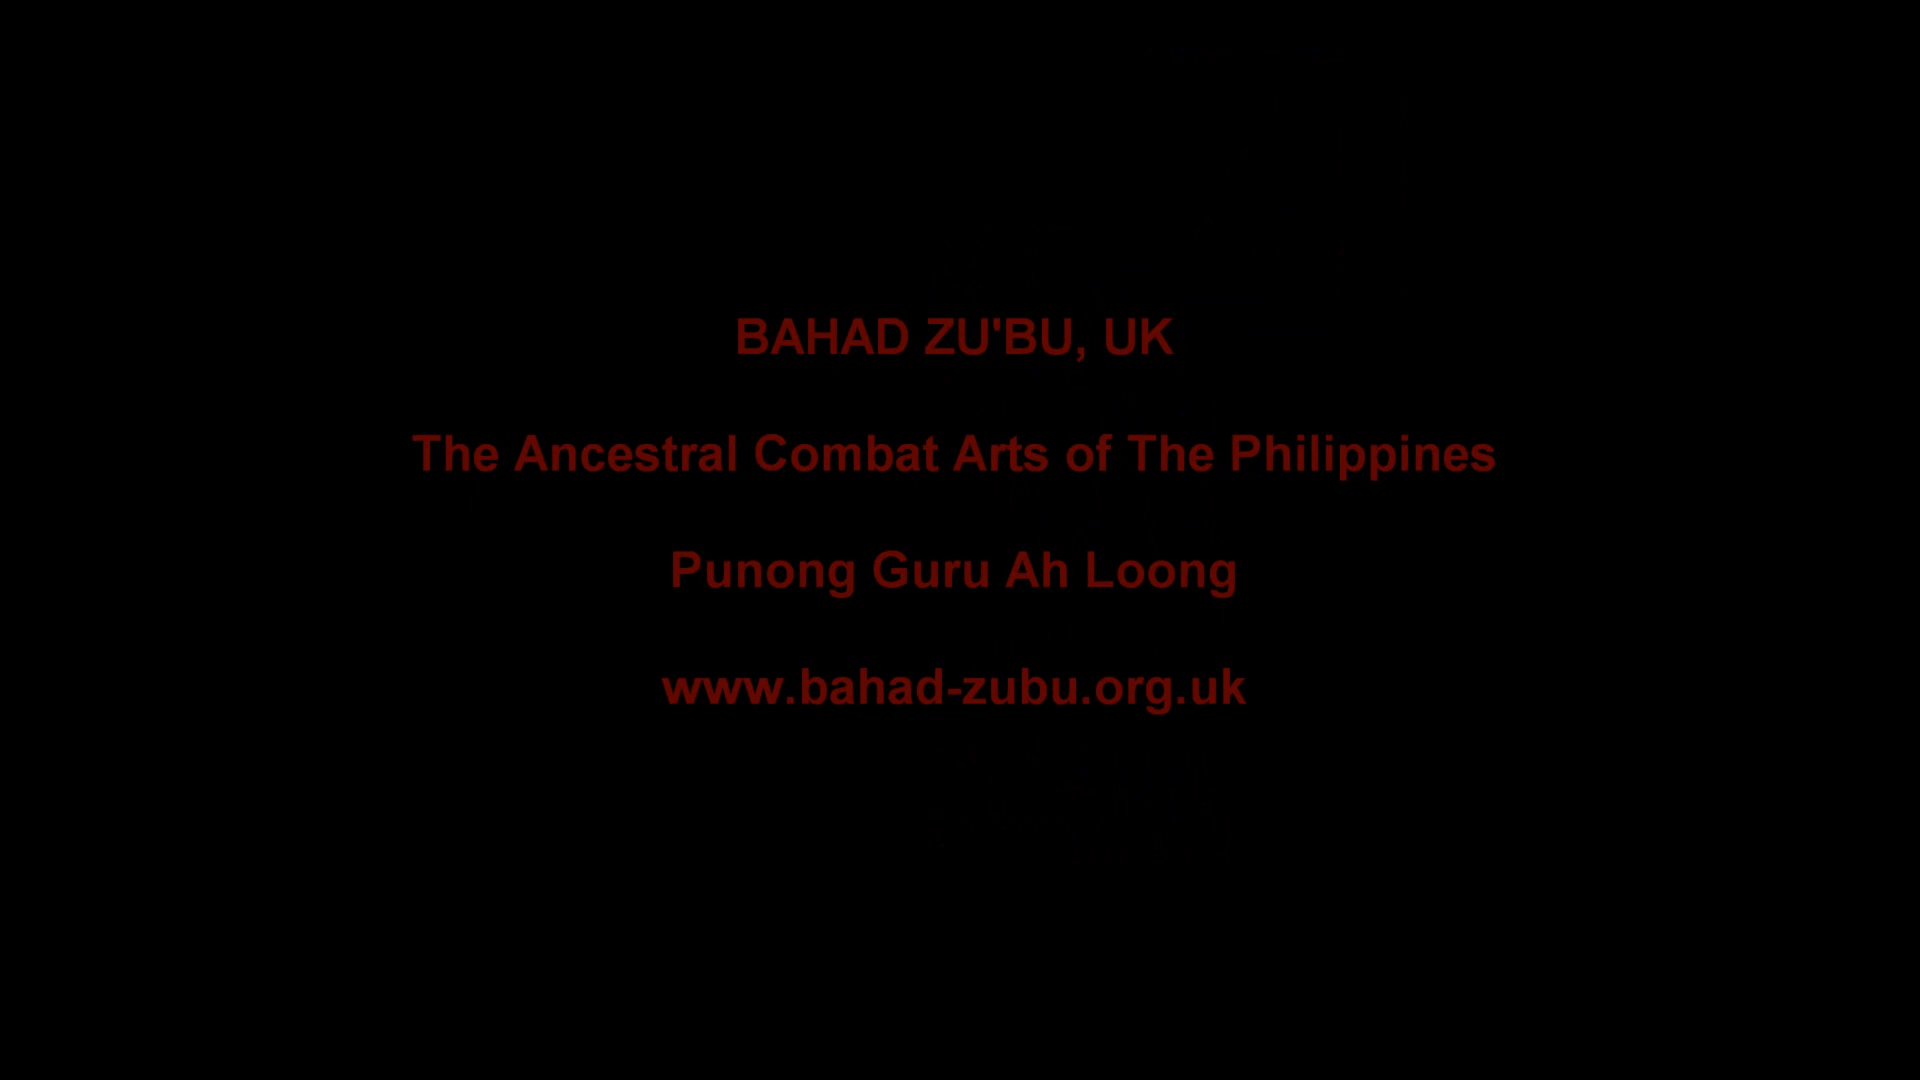 BAHAD ZU'BU, UK
The Ancestral Combat Arts of The Philippines
Punong Guru Ah Loong
www.bahad-zubu.org.uk